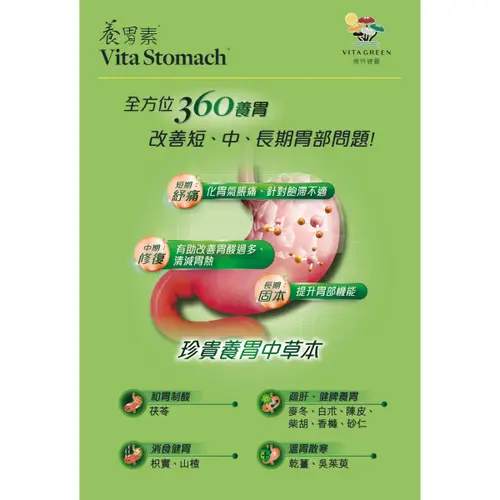 養胃素
Vita Stomach
VITAGREEN
維特健靈
全方位360養胃
改善短、中、長期胃部問題!
短期:
紓痛
化胃氣脹痛、針對飽滯不適
中期:
修復
有助改善胃酸過多、
清減胃熱
長期:
固本
提升胃部機能
珍貴養胃中草本
和胃制酸
茯苓
疏肝、健脾養胃
麥冬、白朮、陳皮、
柴胡、香櫞、砂仁
消食健胃
枳實、山楂
溫胃散寒
乾薑、吳茱萸